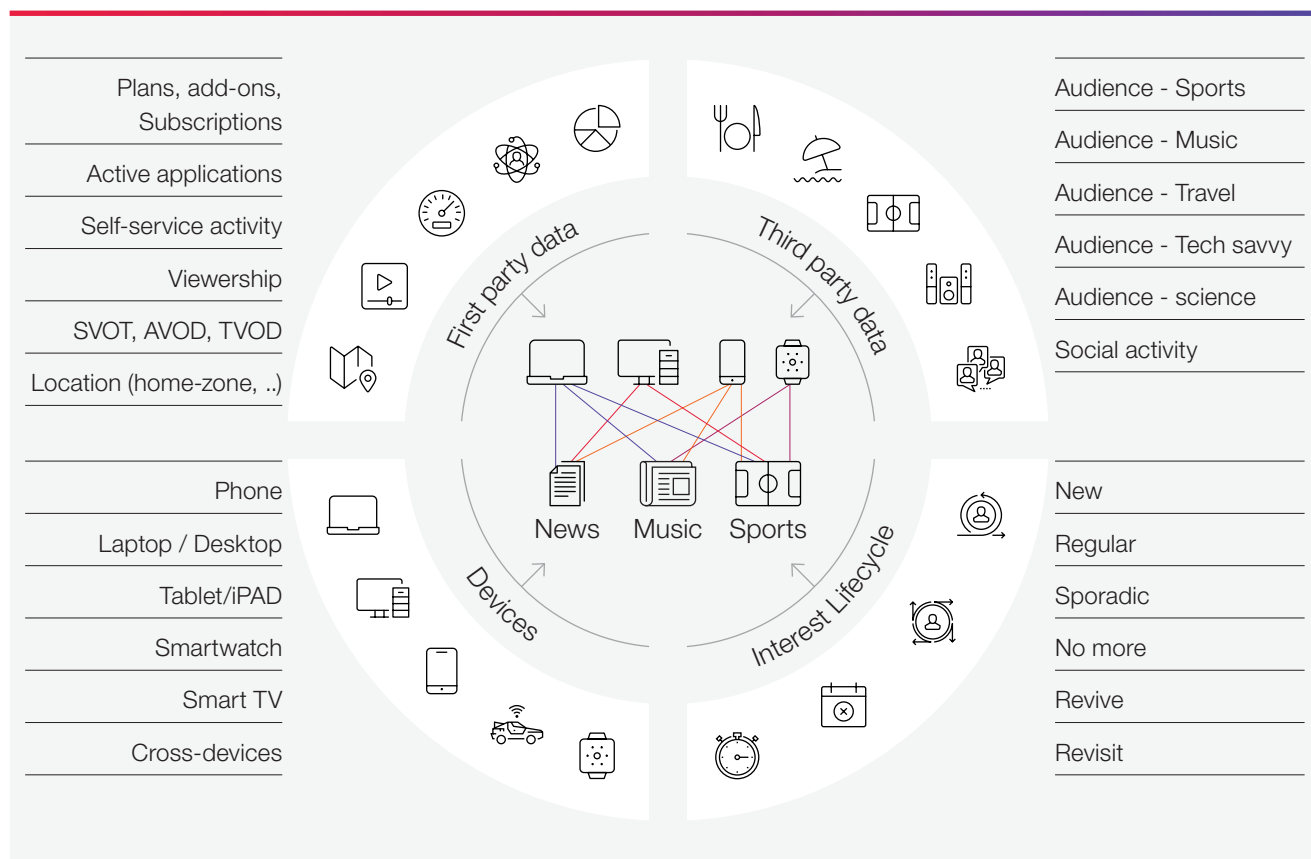 Plans, add-ons,
Subscriptions
Active applications
Self-service activity
Viewership
SVOT, AVOD, TVOD
Location (home-zone, ..)
First party data
Third party data
Audience - Sports
Audience - Music
Audience - Travel
Audience - Tech savvy
Audience - science
Social activity
News
Music
Sports
Phone
Laptop / Desktop
Tablet/iPAD
Smartwatch
Smart TV
Cross-devices
Devices
Interest Lifecycle
New
Regular
Sporadic
No more
Revive
Revisit